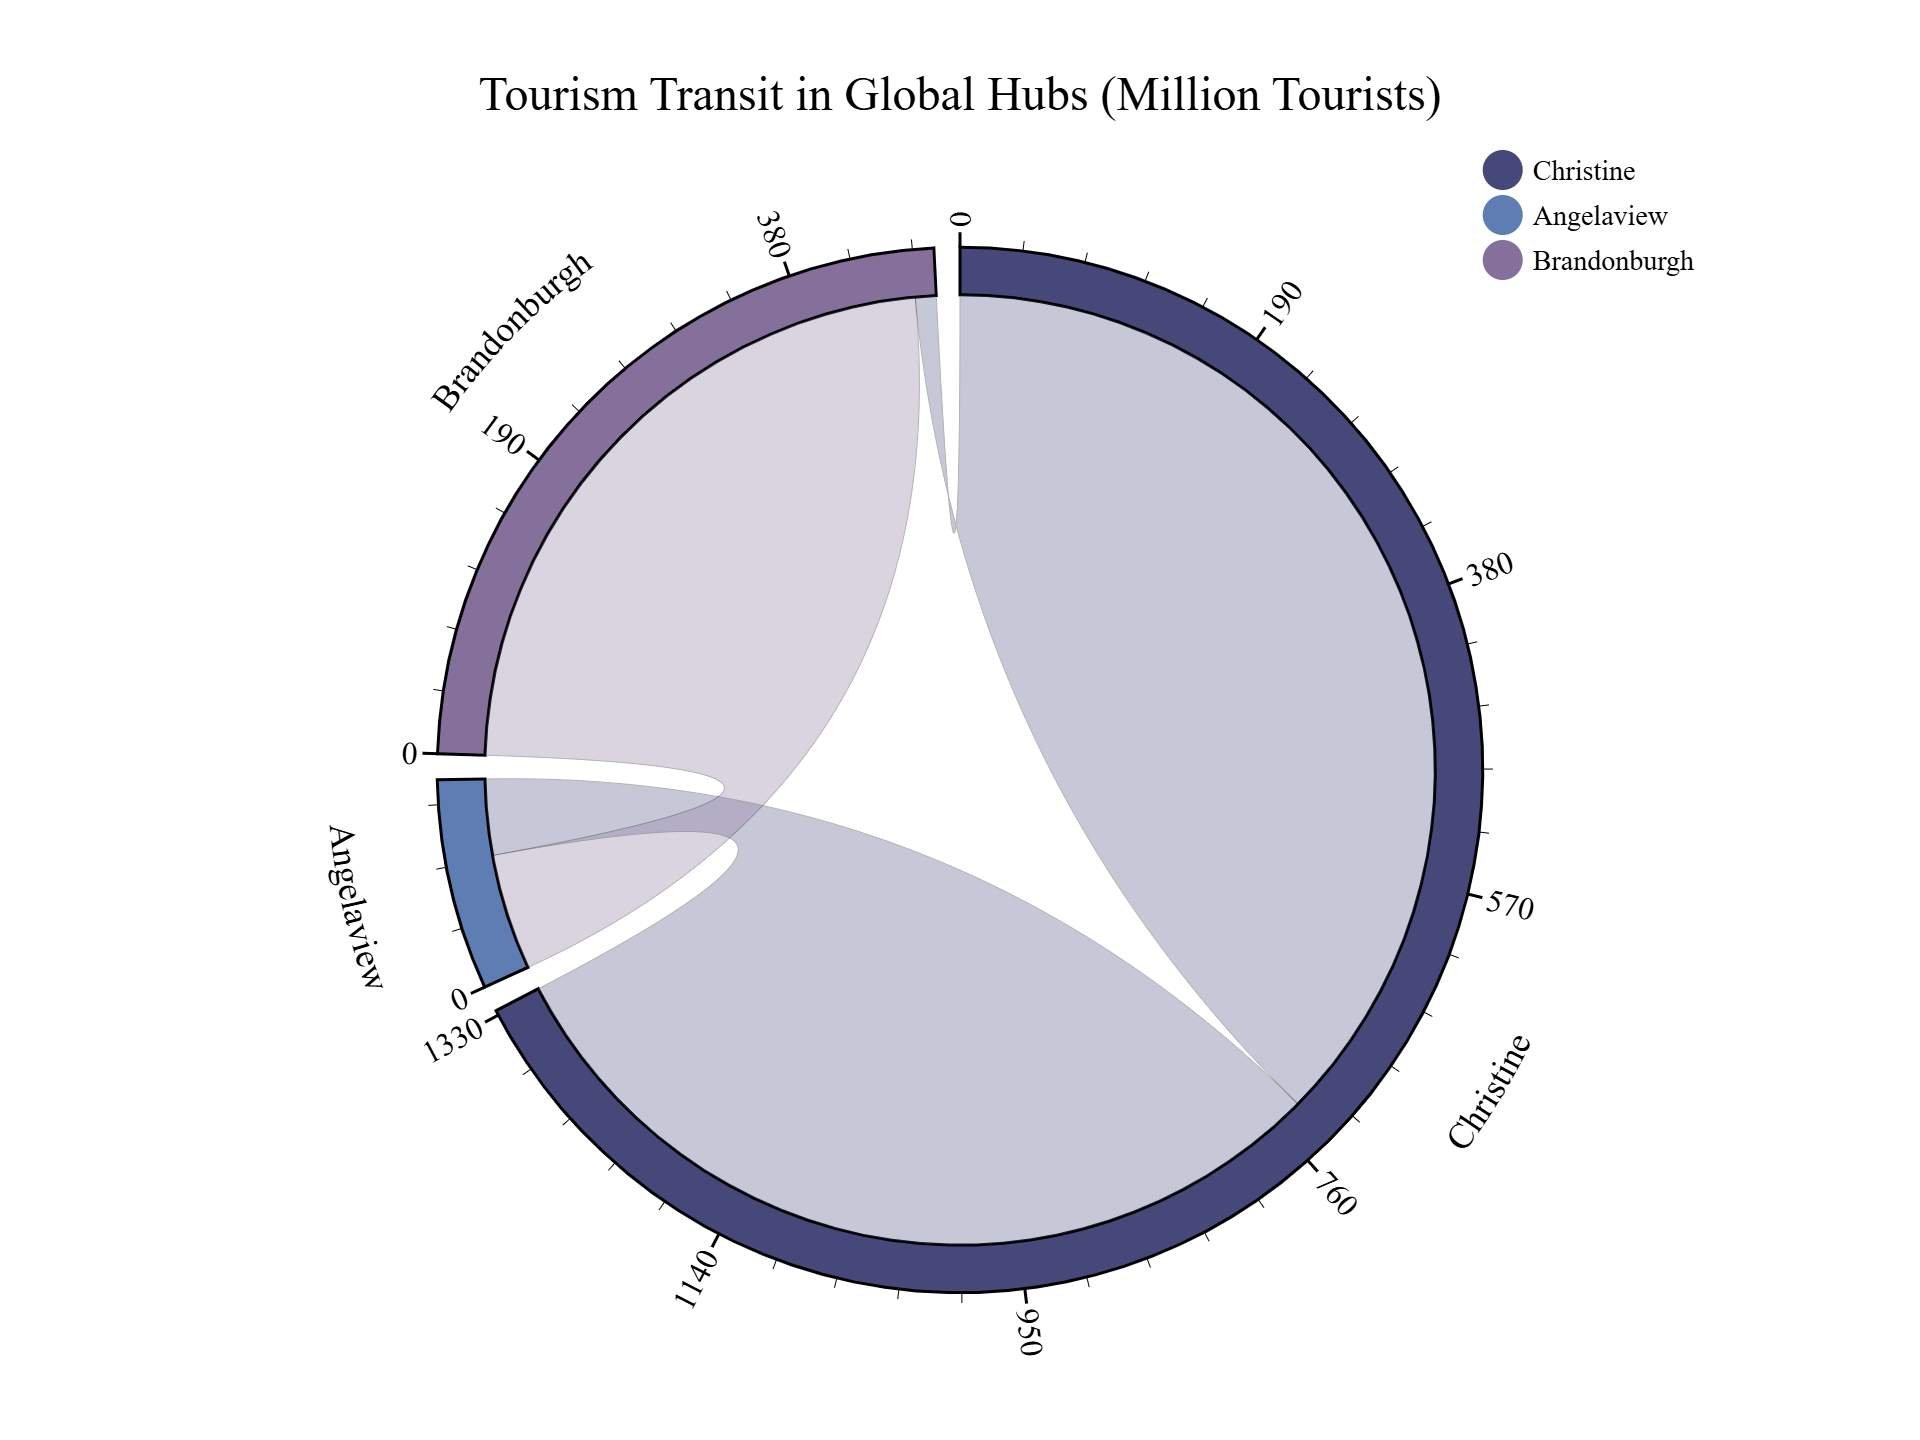 Tourism Transit in Global Hubs (Million Tourists)
Christine
Angelaview
Brandonburgh
0
190
380
570
760
950
1140
1330
Christine
0
Angelaview
0
190
380
Brandonburgh